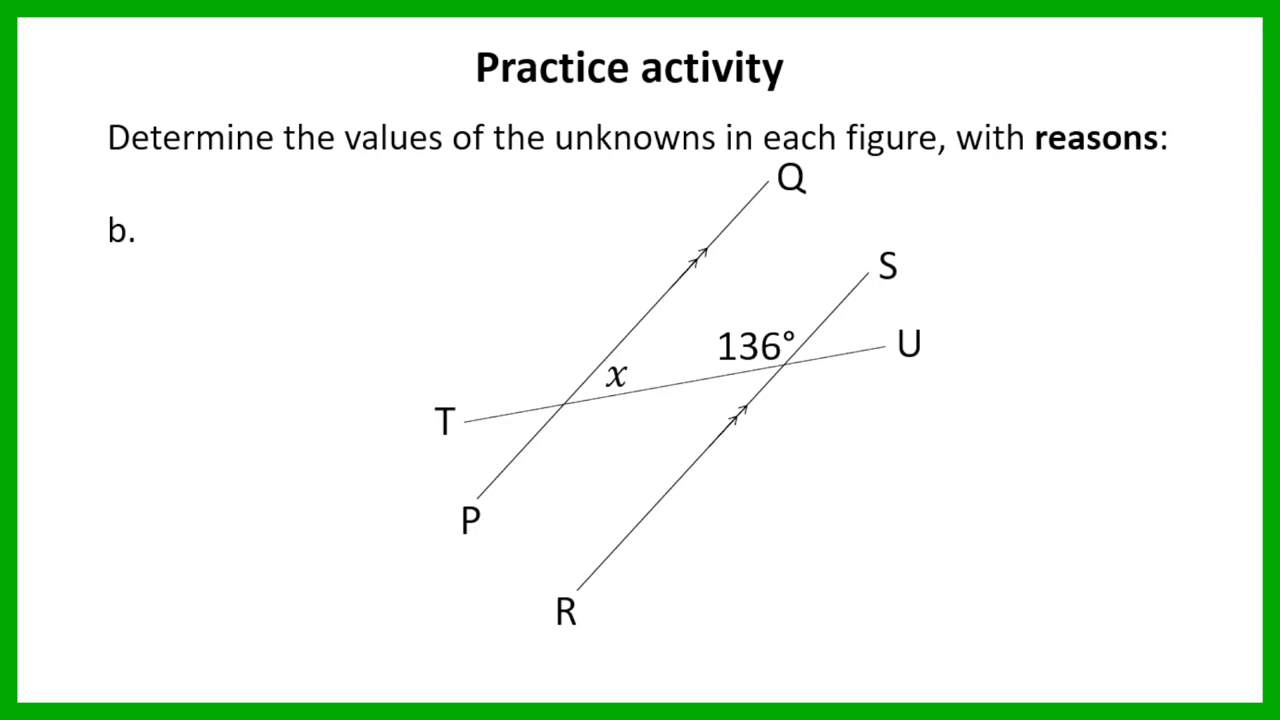 Practice activity
Determine the values of the unknowns in each figure, with reasons:
Q
b.
S
136°
U
x
T
P
R